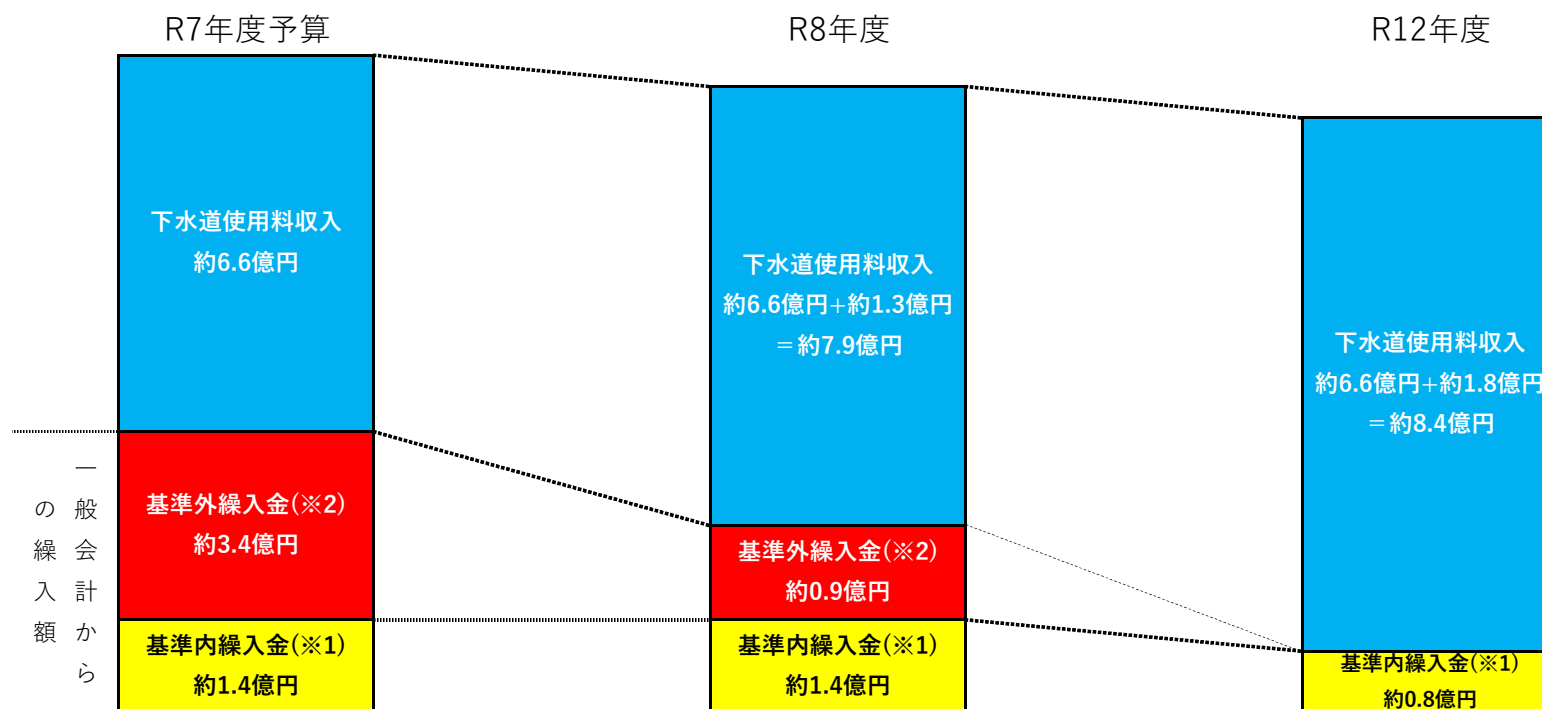 R7年度予算
R8年度
R12年度
下水道使用料収入
約6.6億円
下水道使用料収入
約6.6億円+約1.3億円
＝約7.9億円
下水道使用料収入
約6.6億円+約1.8億円
＝約8.4億円
一般会計から
の繰入額
基準外繰入金(※2)
約3.4億円
基準外繰入金(※2)
約0.9億円
基準内繰入金(※1)
約1.4億円
基準内繰入金(※1)
約1.4億円
基準内繰入金(※1)
約0.8億円